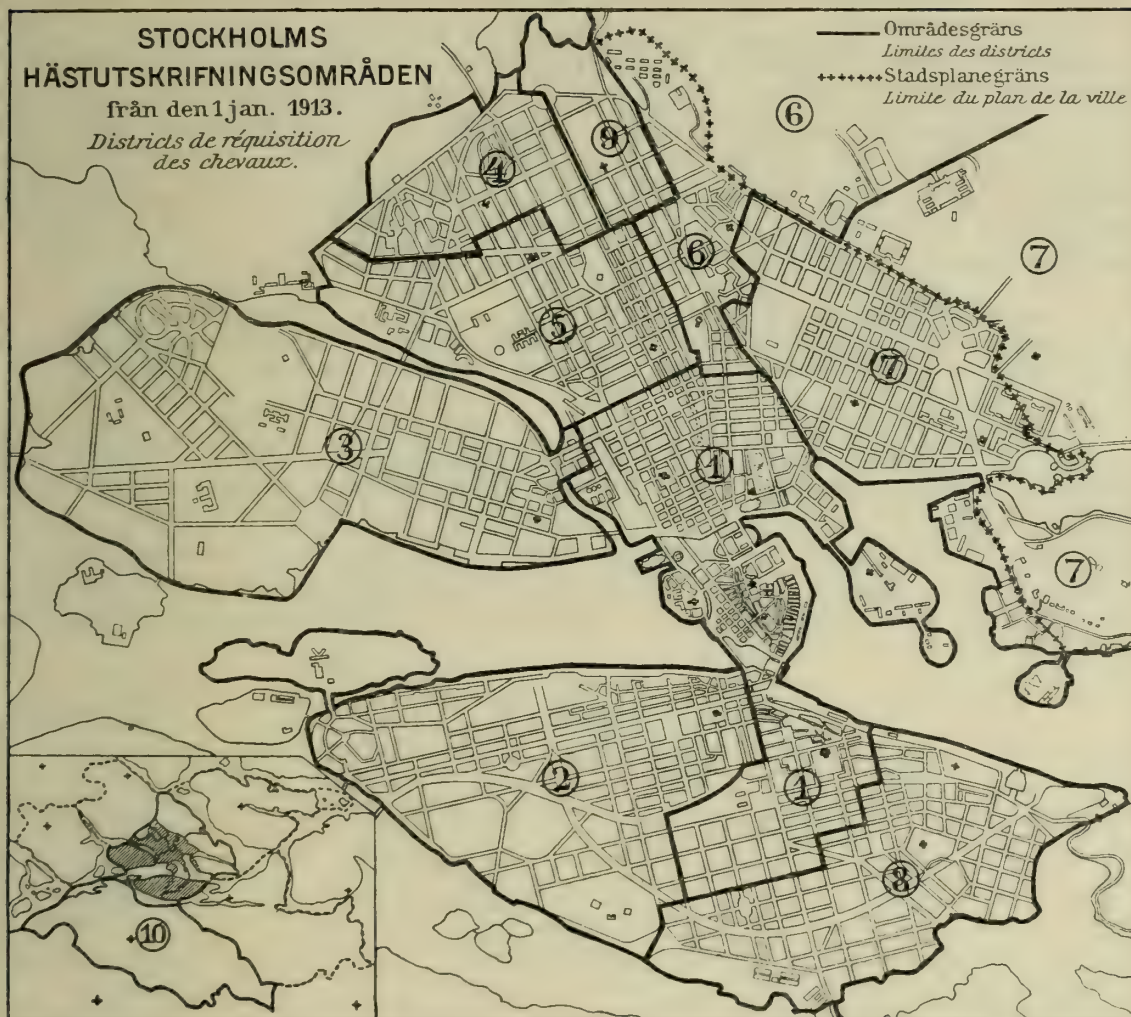 STOCKHOLMS
HÄSTUTSKRIFNINGSOMRÅDEN
från den 1 jan. 1913.
Districts de réquisition
des chevaux.
Områdesgräns
Limites des districts
Stadsplanegräns
Limite du plan de la ville
6
9
4
6
7
5
7
3
1
7
2
1
8
10